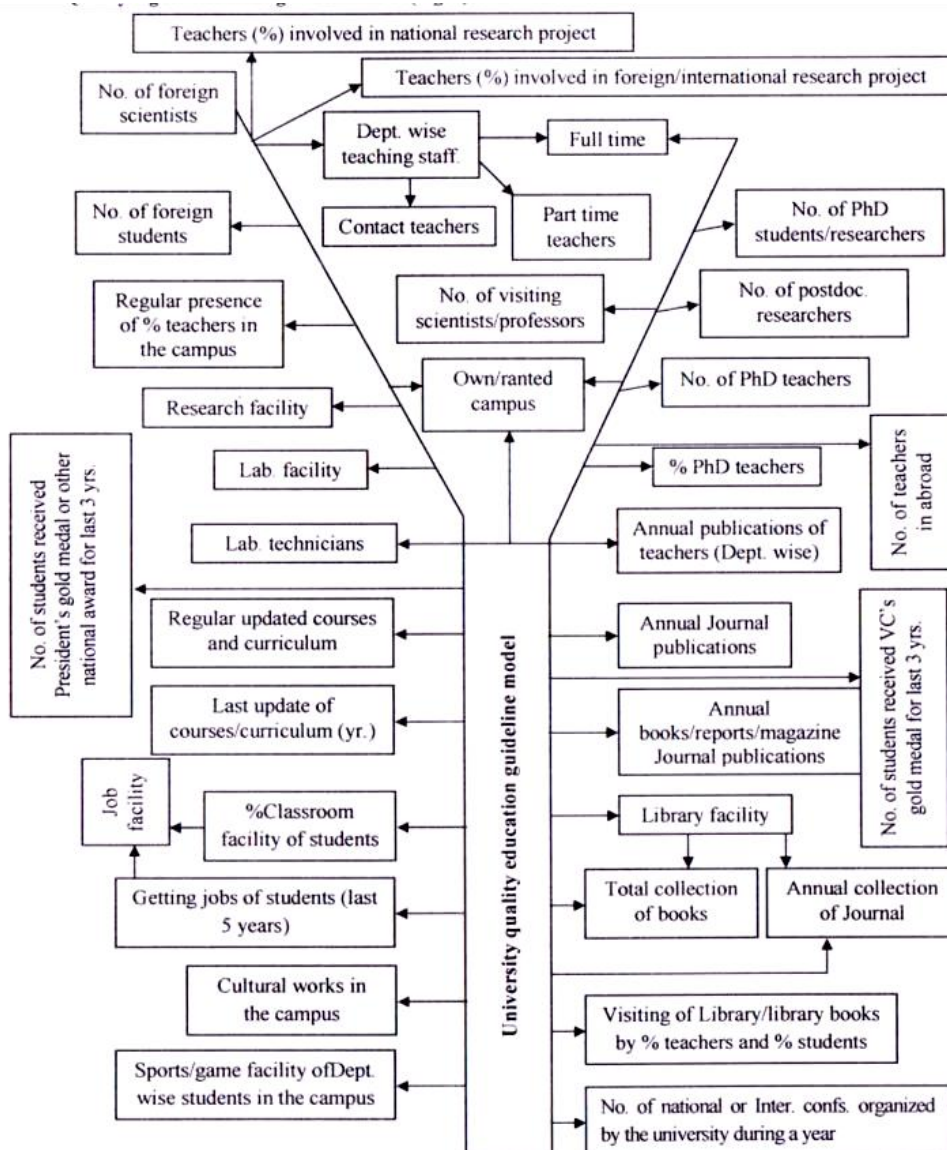 Teachers (%) involved in national research project
Teachers (%) involved in foreign/international research project
No. of foreign
scientists
Dept. wise
teaching staff.
Full time
No. of foreign
students
Contact teachers
Part time
teachers
No. of PhD
students/researchers
Regular presence
of % teachers in
the campus
No. of visiting
scientists/professors
No. of postdoc.
researchers
Own/ranted
campus
No. of PhD teachers
Research facility
Lab. facility
% PhD teachers
No. of teachers
in abroad
No. of students received
President's gold medal or other
national award for last 3 yrs.
Lab. technicians
Annual publications of
teachers (Dept. wise)
Regular updated courses
and curriculum
Annual Journal
publications
No. of students received VC's
gold medal for last 3 yrs.
Last update of
courses/curriculum (yr.)
Annual
books/reports/magazine
Journal publications
University quality education guideline model
Job
facility
%Classroom
facility of students
Library facility
Getting jobs of students (last
5 years)
Total collection
of books
Annual collection
of Journal
Cultural works in
the campus
Visiting of Library/library books
by % teachers and % students
Sports/game facility ofDept.
wise students in the campus
No. of national or Inter. confs. organized
by the university during a year